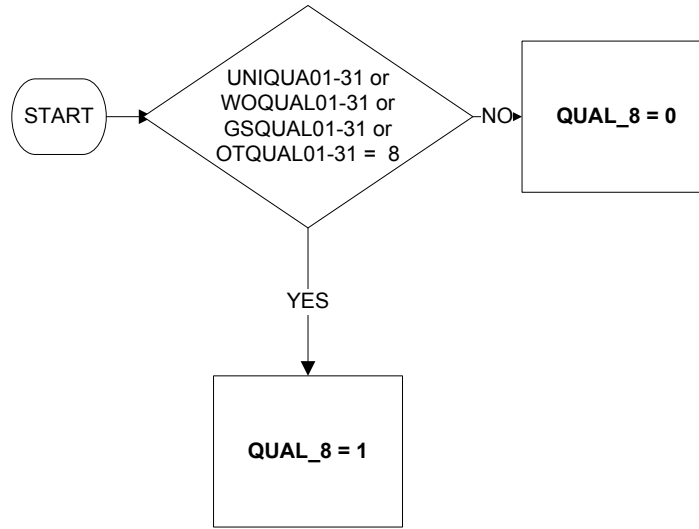 START
UNIQUA01-31 or
WOQUAL01-31 or
GSQUAL01-31 or
OTQUAL01-31 =  8
NO
QUAL_8 = 0
YES
QUAL_8 = 1